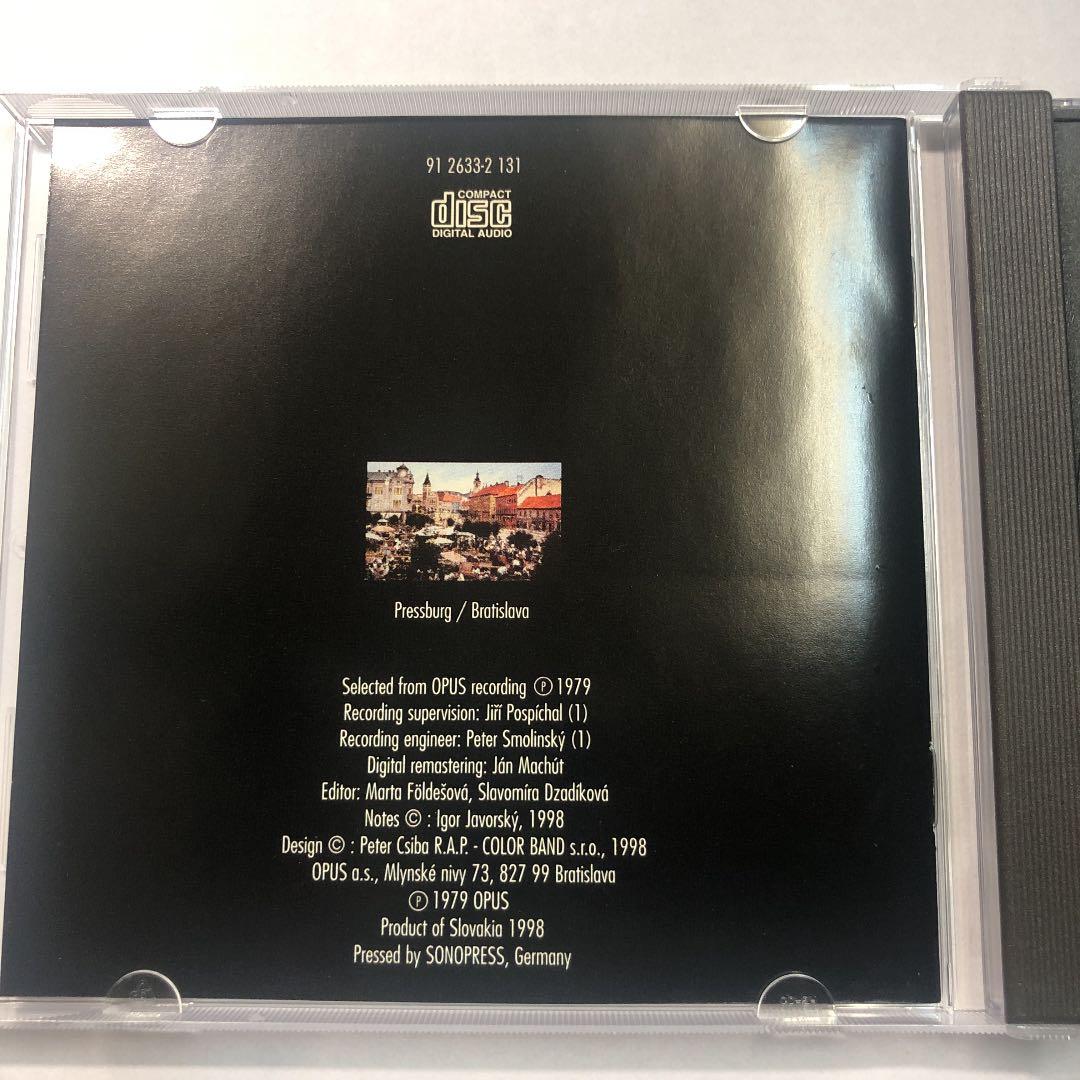 91 2633-2 131
COMPACT
disc
DIGITAL AUDIO
Pressburg / Bratislava
Selected from OPUS recording Ⓟ 1979
Recording supervision: Jiří Pospíchal (1)
Recording engineer: Peter Smolinský (1)
Digital remastering: Ján Machút
Editor: Marta Földešová, Slavomíra Dzadíková
Notes © : Igor Javorský, 1998
Design © : Peter Csiba R.A.P. - COLOR BAND s.r.o., 1998
OPUS a.s., Mlynské nivy 73, 827 99 Bratislava
Ⓟ 1979 OPUS
Product of Slovakia 1998
Pressed by SONOPRESS, Germany